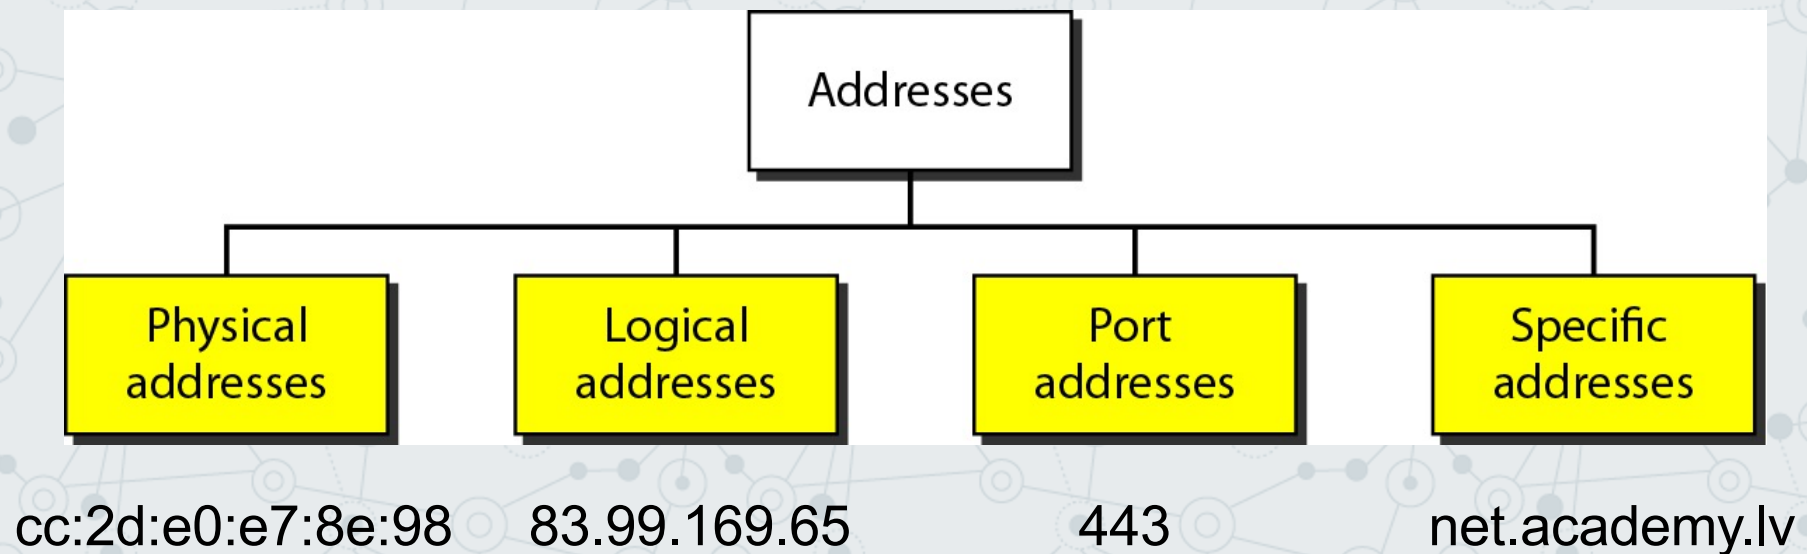 Addresses
Physical
addresses
Logical
addresses
Port
addresses
Specific
addresses
cc:2d:e0:e7:8e:98
83.99.169.65
443
net.academy.lv